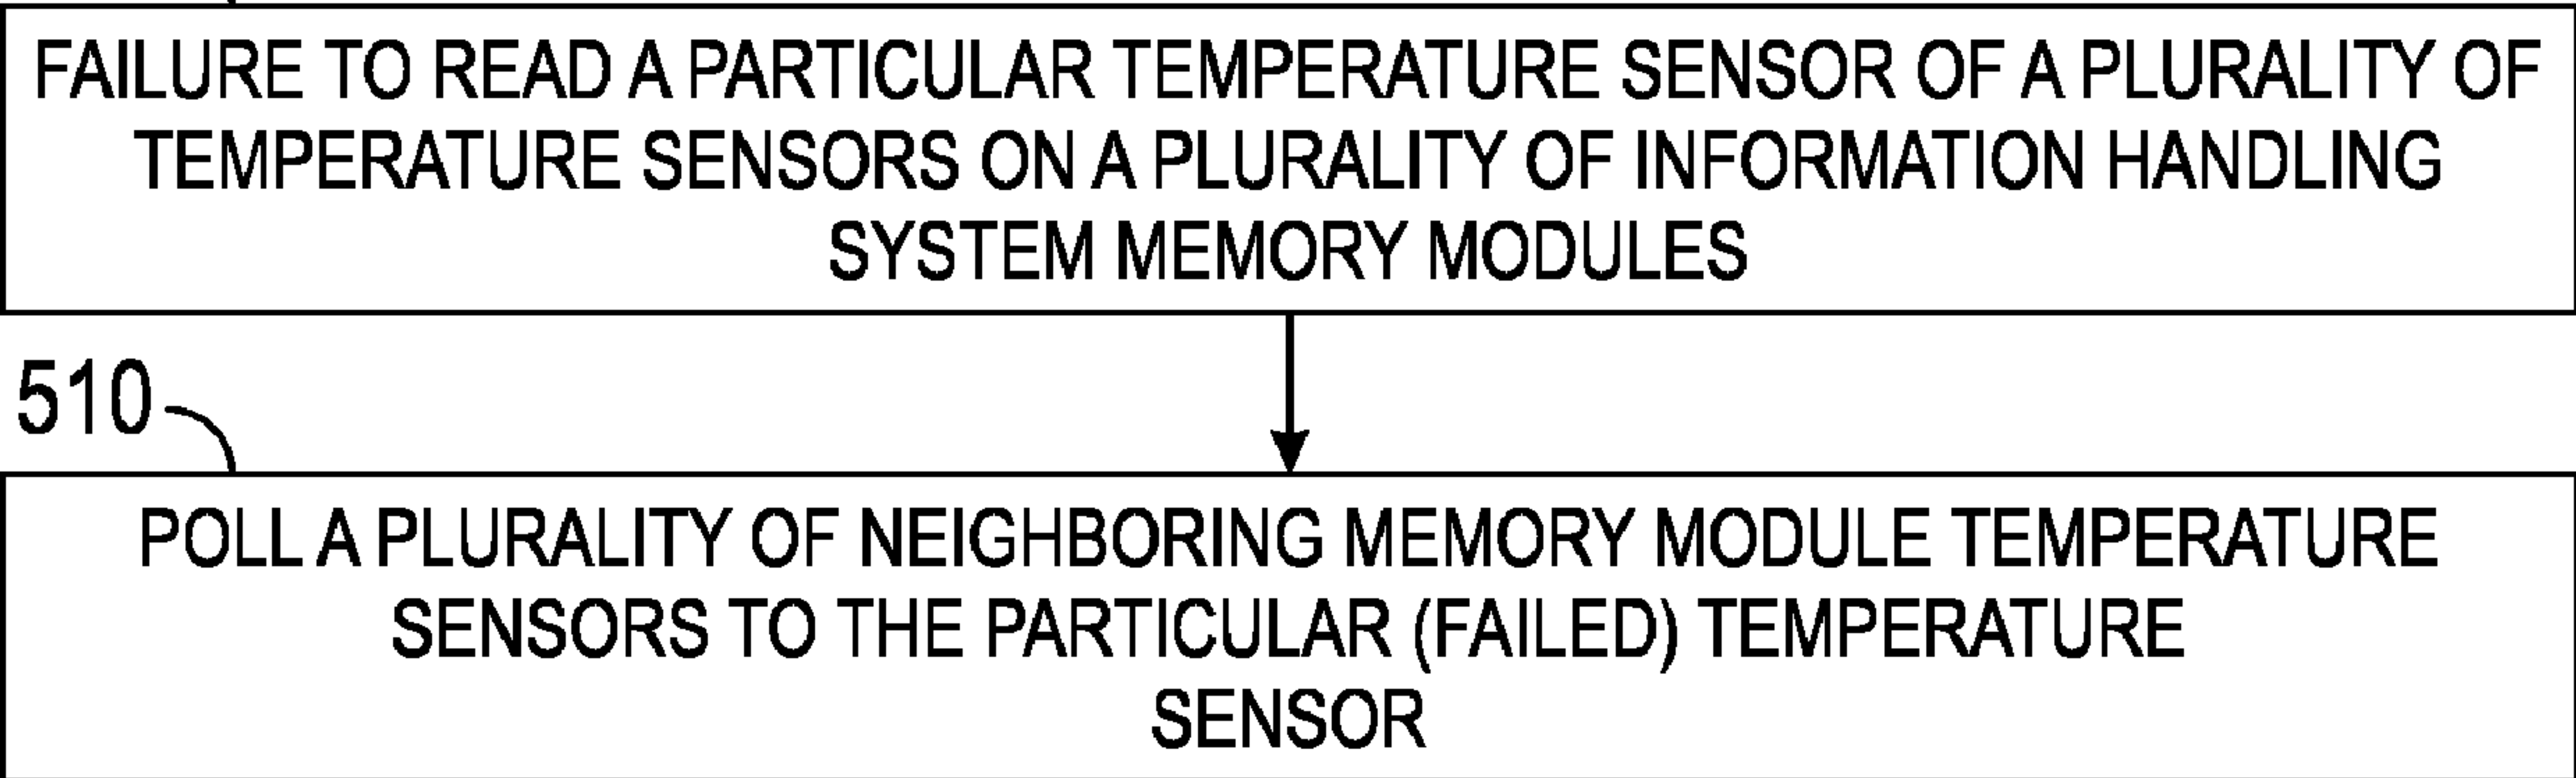 FAILURE TO READ A PARTICULAR TEMPERATURE SENSOR OF A PLURALITY OF
TEMPERATURE SENSORS ON A PLURALITY OF INFORMATION HANDLING
SYSTEM MEMORY MODULES
510
POLL A PLURALITY OF NEIGHBORING MEMORY MODULE TEMPERATURE
SENSORS TO THE PARTICULAR (FAILED) TEMPERATURE
SENSOR